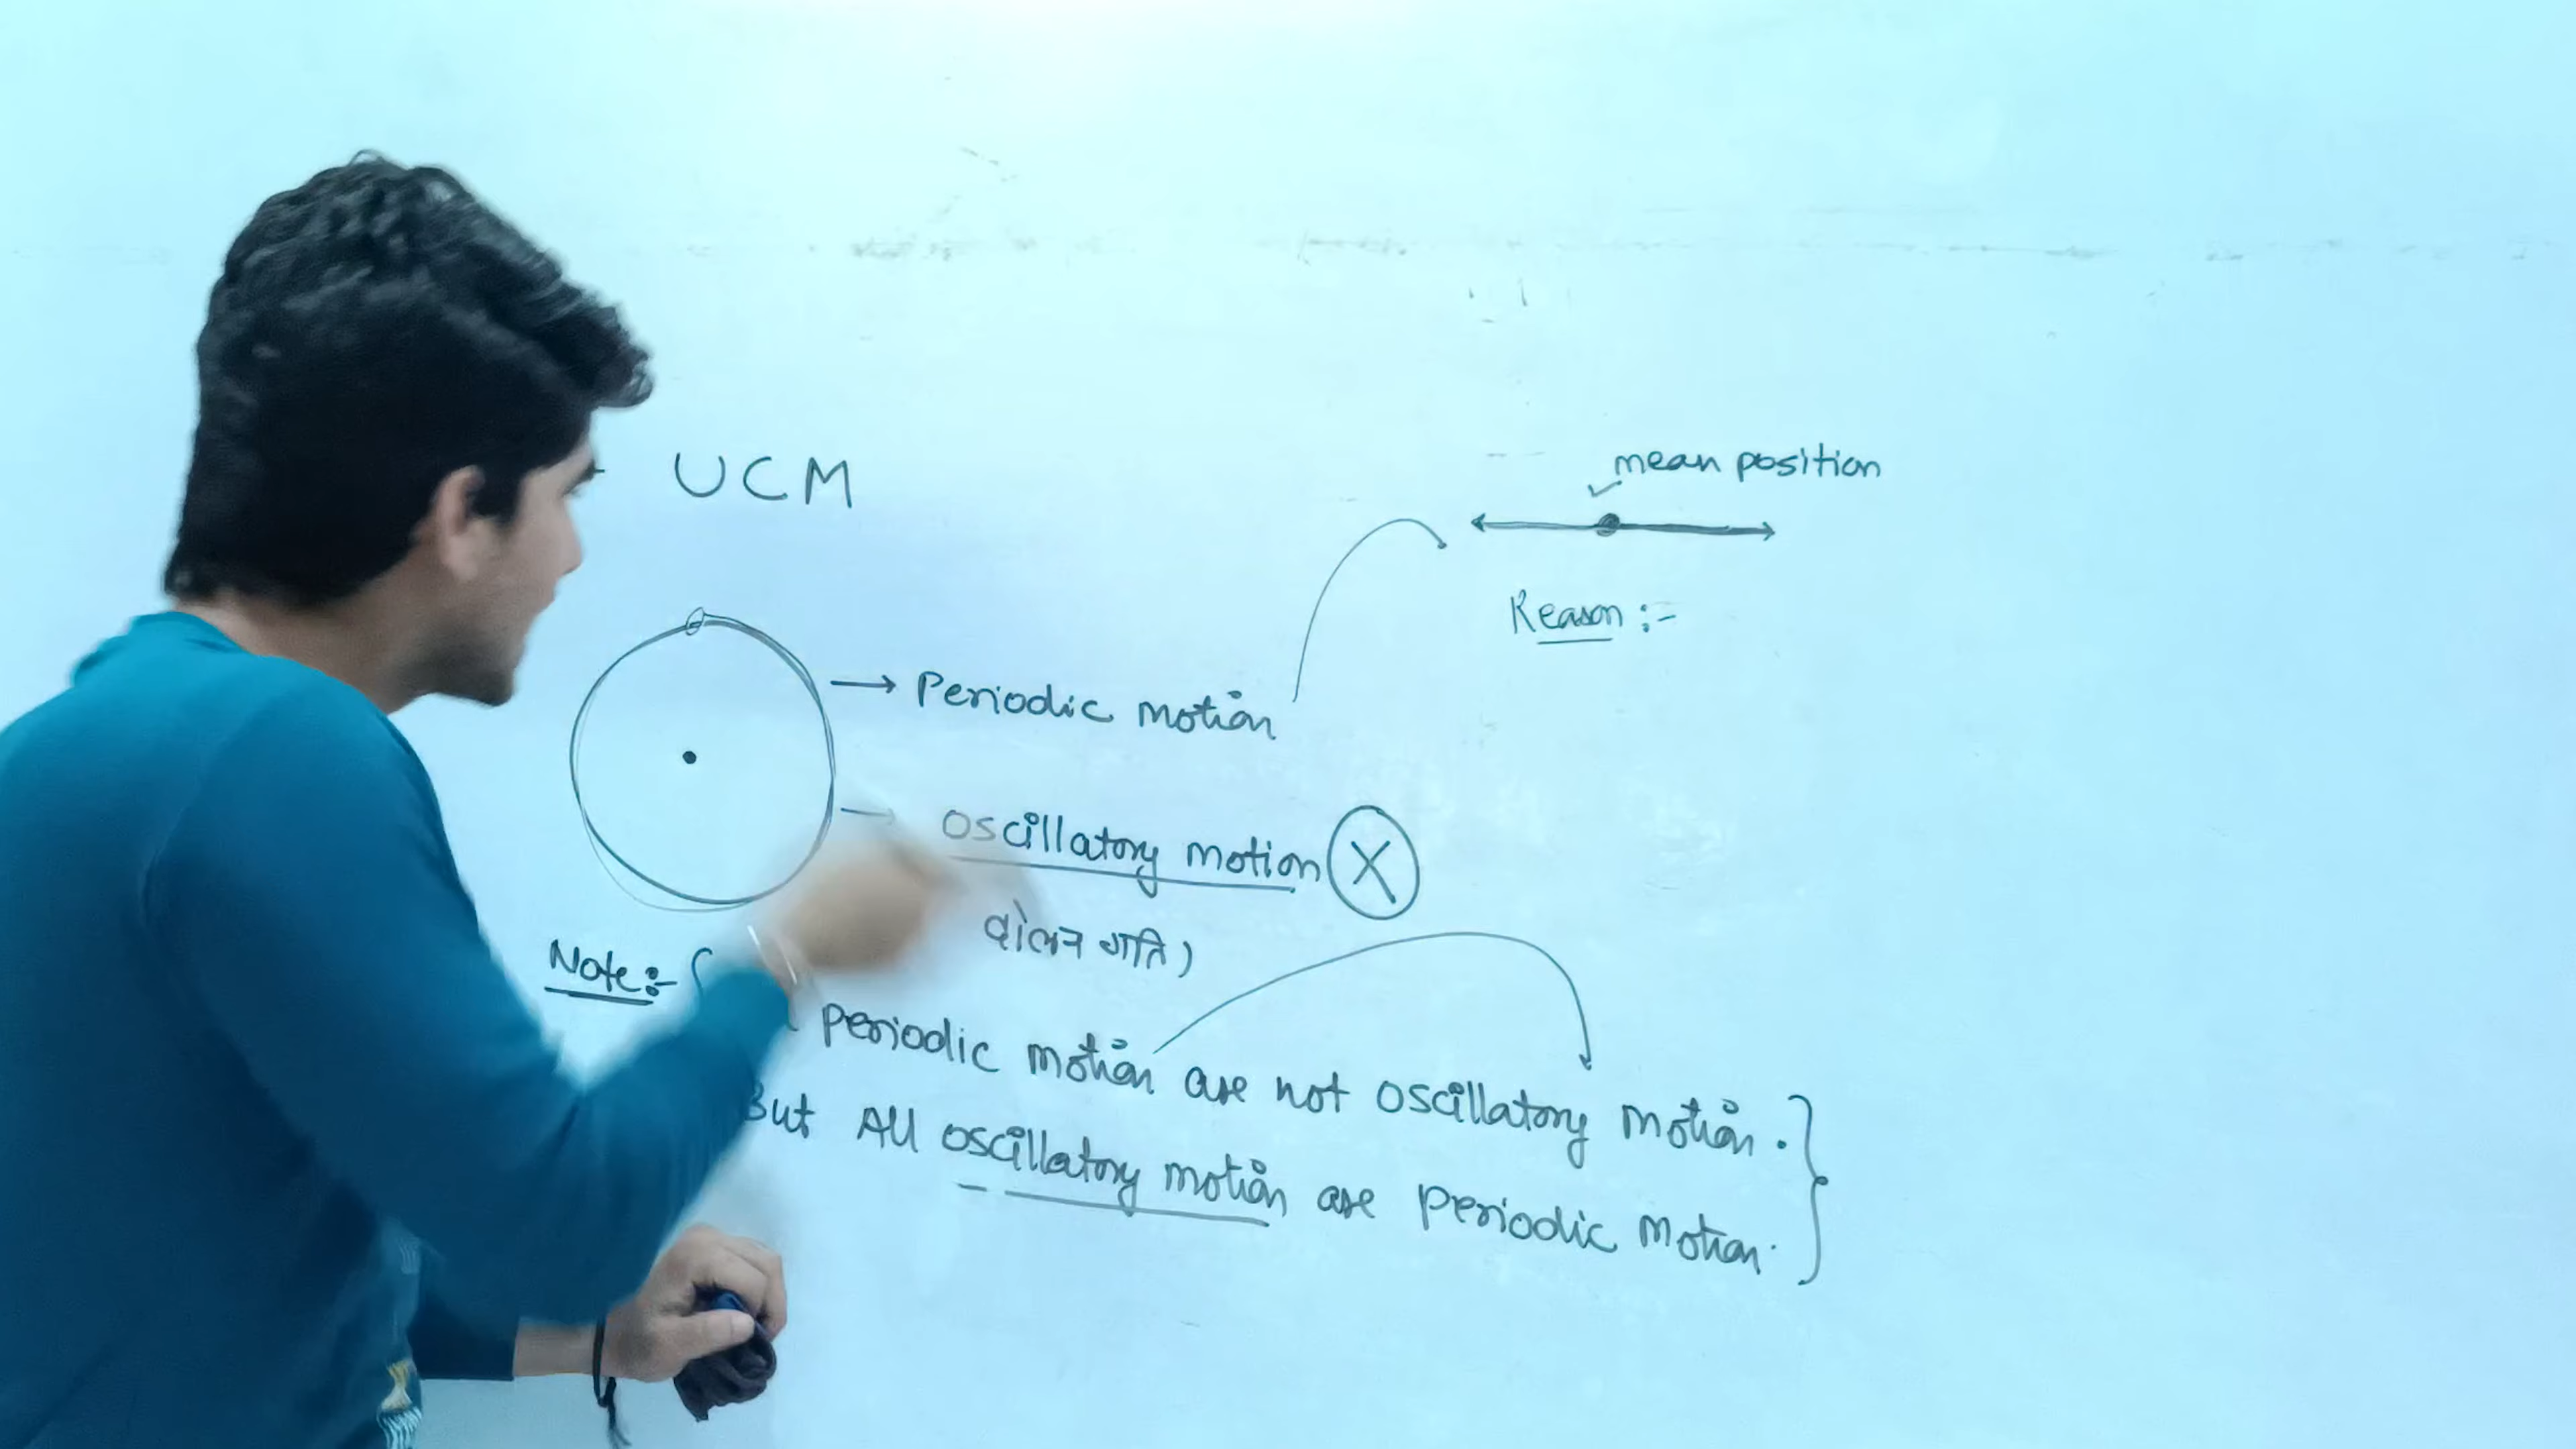 UCM
mean position
Reason :-
→ Periodic motion
→ oscillatory motion X
दोलन गति)
Note:-
periodic motion are not oscillatory motion.
But All oscillatory motion are periodic motion.